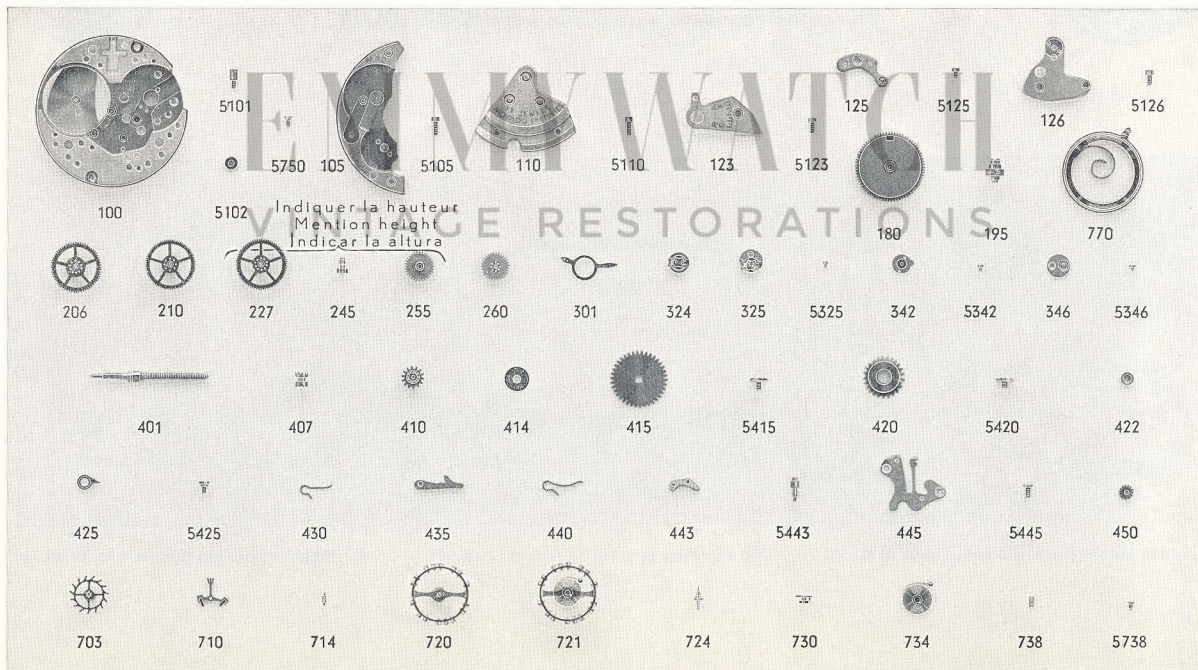 EMMY WATCH
VINTAGE RESTORATIONS
100 5101 5102 5750 105 5105 110 5110 123 5123 125 5125 126 5126
180 195 770
Indiquer la hauteur
Mention height
Indicar la altura
206 210 227 245 255 260 301 324 325 5325 342 5342 346 5346
401 407 410 414 415 5415 420 5420 422
425 5425 430 435 440 443 5443 445 5445 450
703 710 714 720 721 724 730 734 738 5738